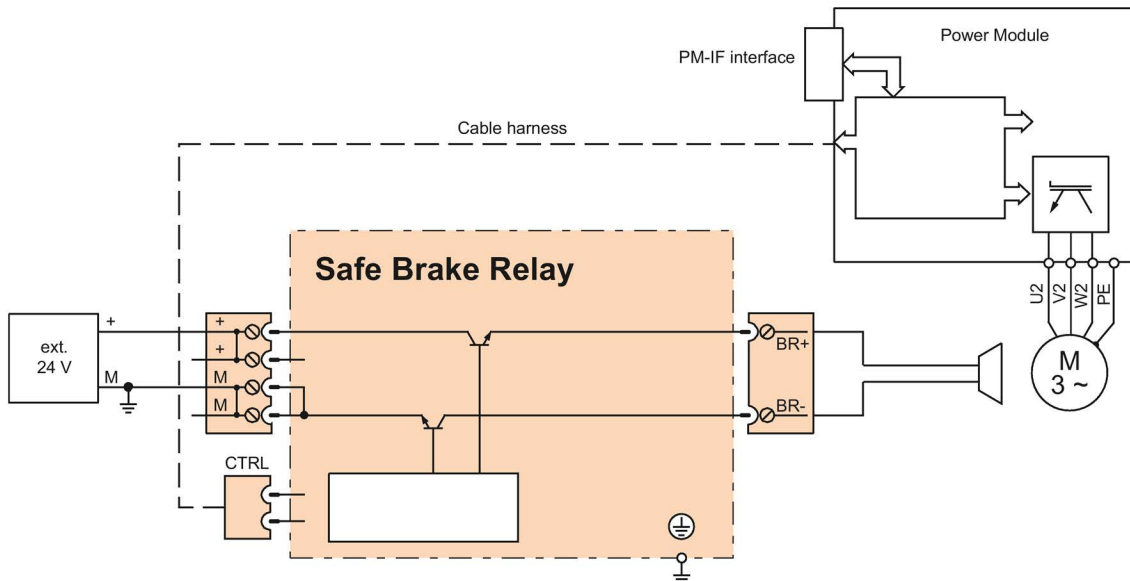 Power Module
PM-IF interface
Cable harness
Safe Brake Relay
U2
V2
W2
PE
ext.
24 V
+
M
+
+
M
M
BR+
BR-
M
3 ~
CTRL